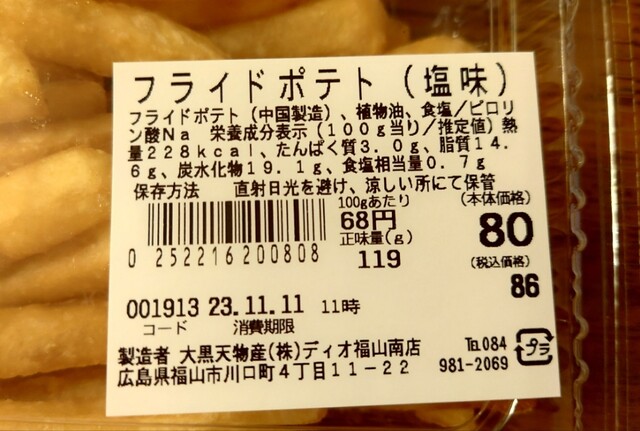 フライドポテト(塩味)
フライドポテト(中国製造)、植物油、食塩/ピロリ
ン酸Na 栄養成分表示(100g当り/推定値)熱
量228kcal、たんぱく質3.0g、脂質14.
6g、炭水化物19.1g、食塩相当量0.7g
保存方法 直射日光を避け、涼しい所にて保管
100gあたり (本体価格)
68円 80
正味量(g) (税込価格)
119 86
0 252216200808
001913 23.11.11 11時
コード 消費期限
製造者 大黒天物産(株)ディオ福山南店 TEL084
広島県福山市川口町4丁目11-22 981-2069
プラ